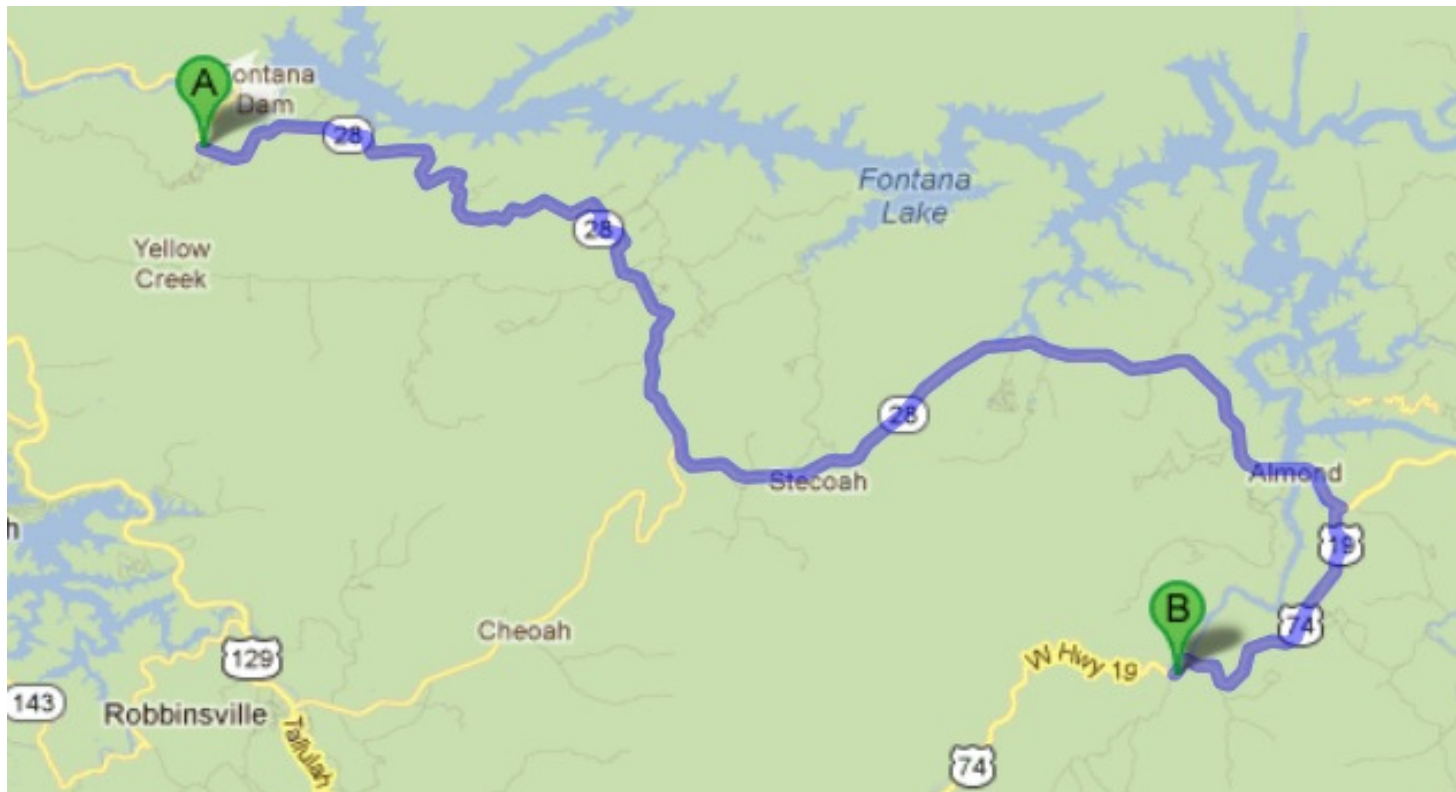 A
Fontana
Dam
28
Fontana
Lake
28
Yellow
Creek
28
Stecoah
Almond
h
19
B
Cheoah
74
129
W Hwy 19
143
Robbinsville
Tallulah
74